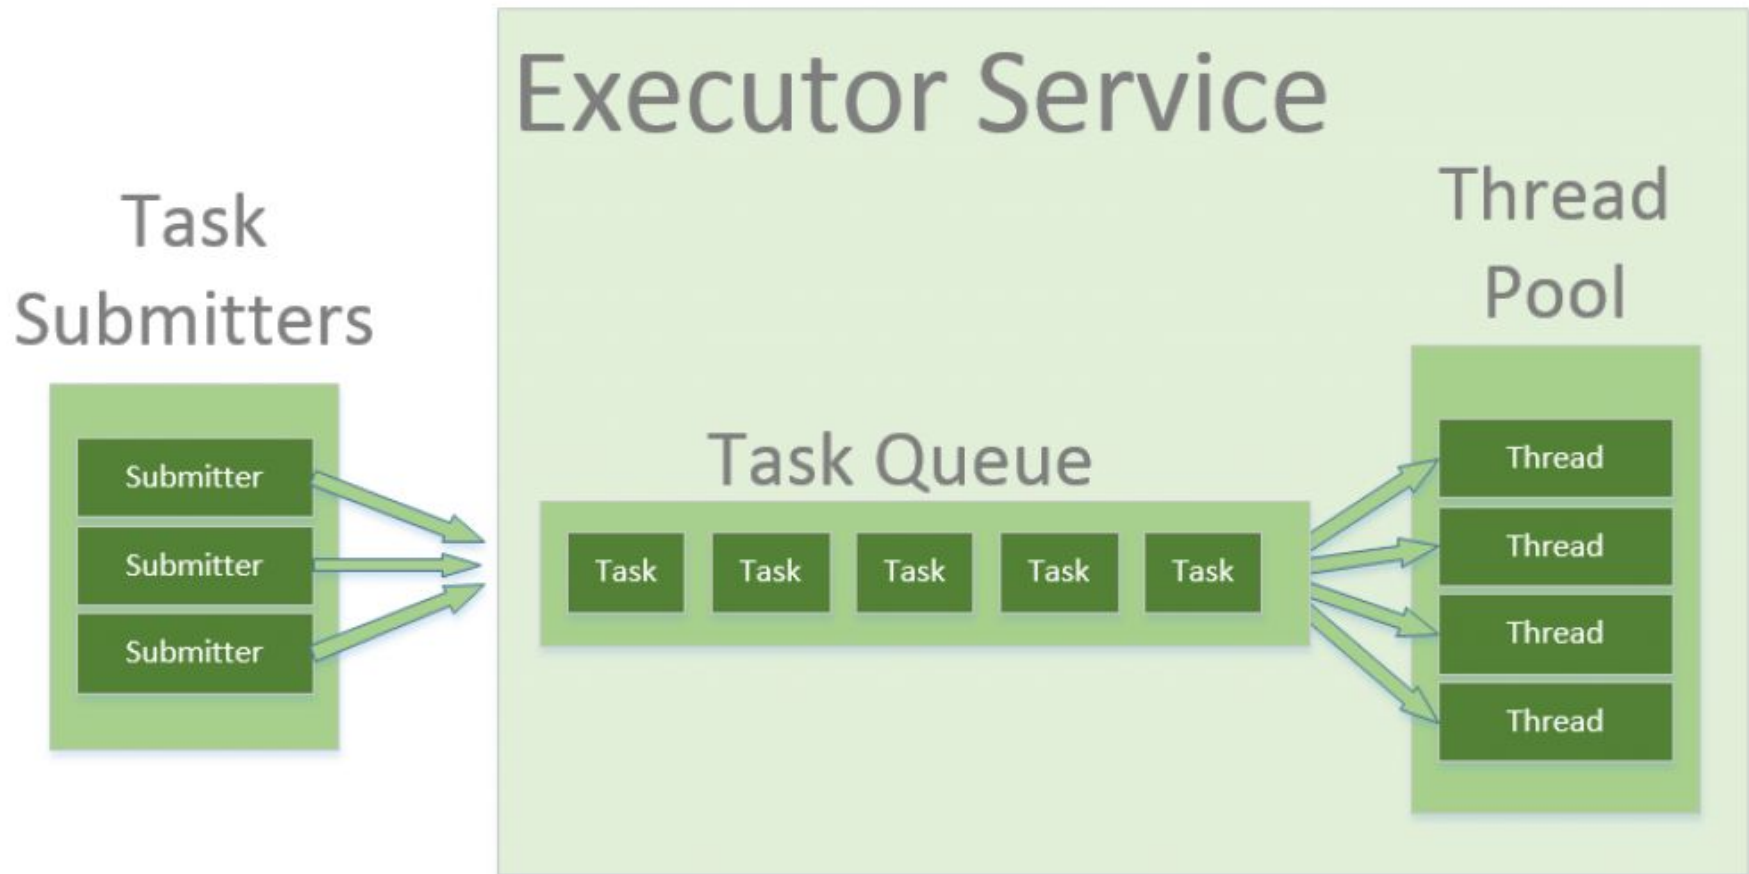 Executor Service
Task
Submitters
Submitter
Submitter
Submitter
Task Queue
Task Task Task Task Task
Thread
Pool
Thread
Thread
Thread
Thread